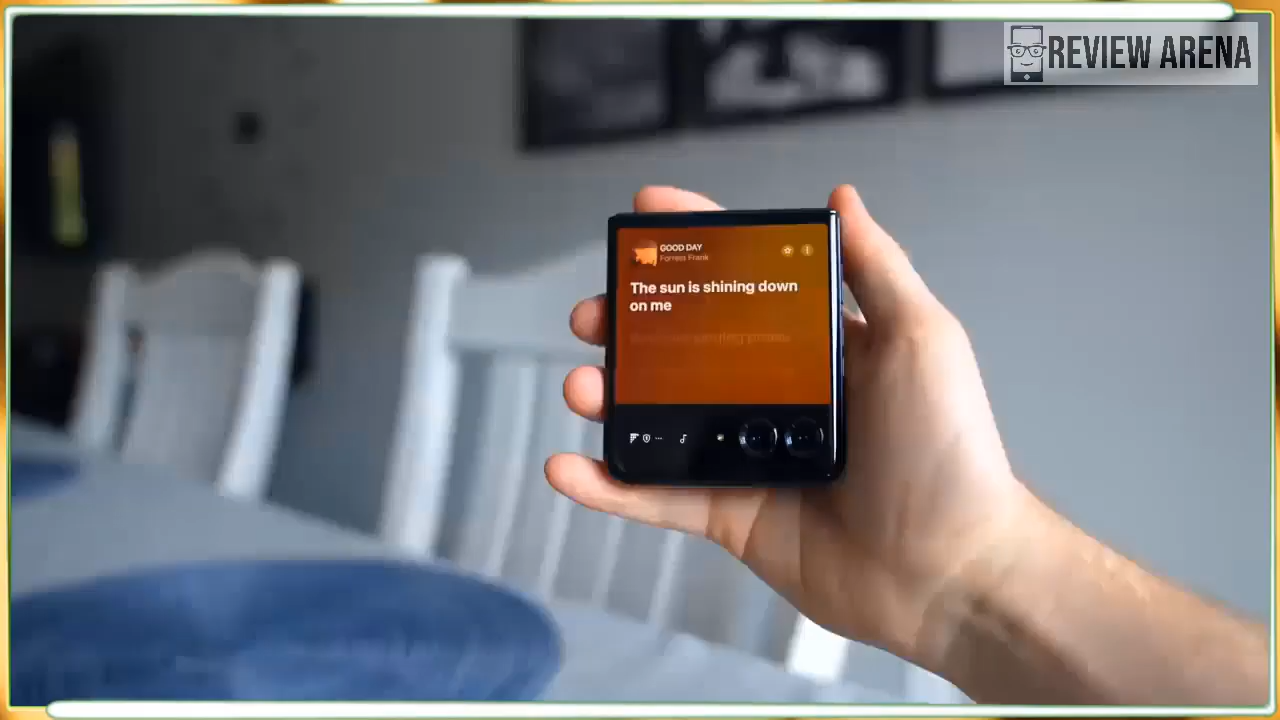 REVIEW ARENA
GOOD DAY
Forrest Frank
The sun is shining down
on me